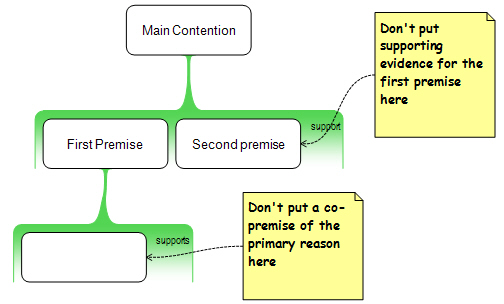 Main Contention
Don't put
supporting
evidence for the
first premise
here
support
First Premise
Second premise
Don't put a co-
premise of the
primary reason
here
supports